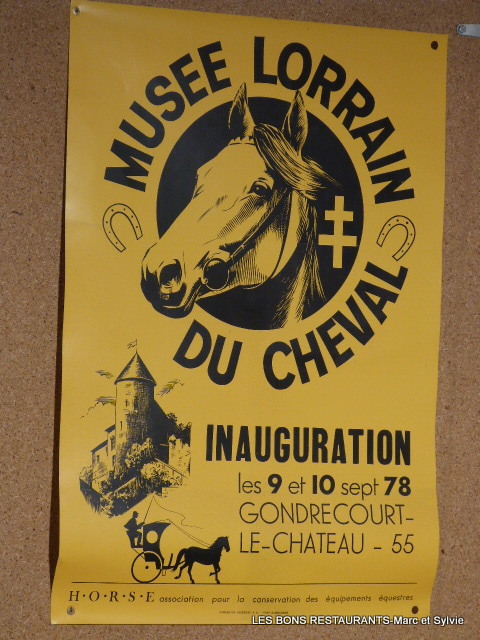 MUSEE LORRAIN
DU CHEVAL
INAUGURATION
les 9 et 10 sept 78
GONDRECOURT-
LE-CHATEAU - 55
H·O·R·S·E association pour la conservation des équipements équestres
LES BONS RESTAURANTS-Marc et Sylvie